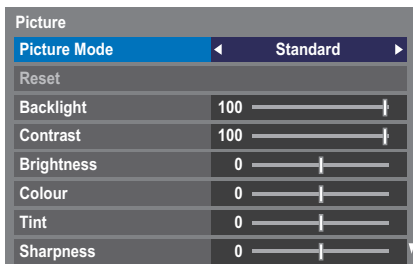 Picture
Picture Mode Standard
Reset
Backlight 100
Contrast 100
Brightness 0
Colour 0
Tint 0
Sharpness 0